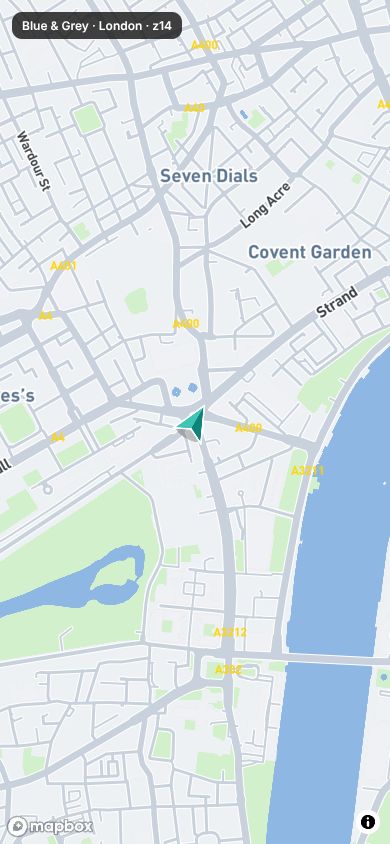 Blue & Grey · London · z14
A400
A40
Wardour St
Seven Dials
Long Acre
Covent Garden
A401
Strand
A4
A400
es's
A4
A400
A3211
A3212
A302
mapbox